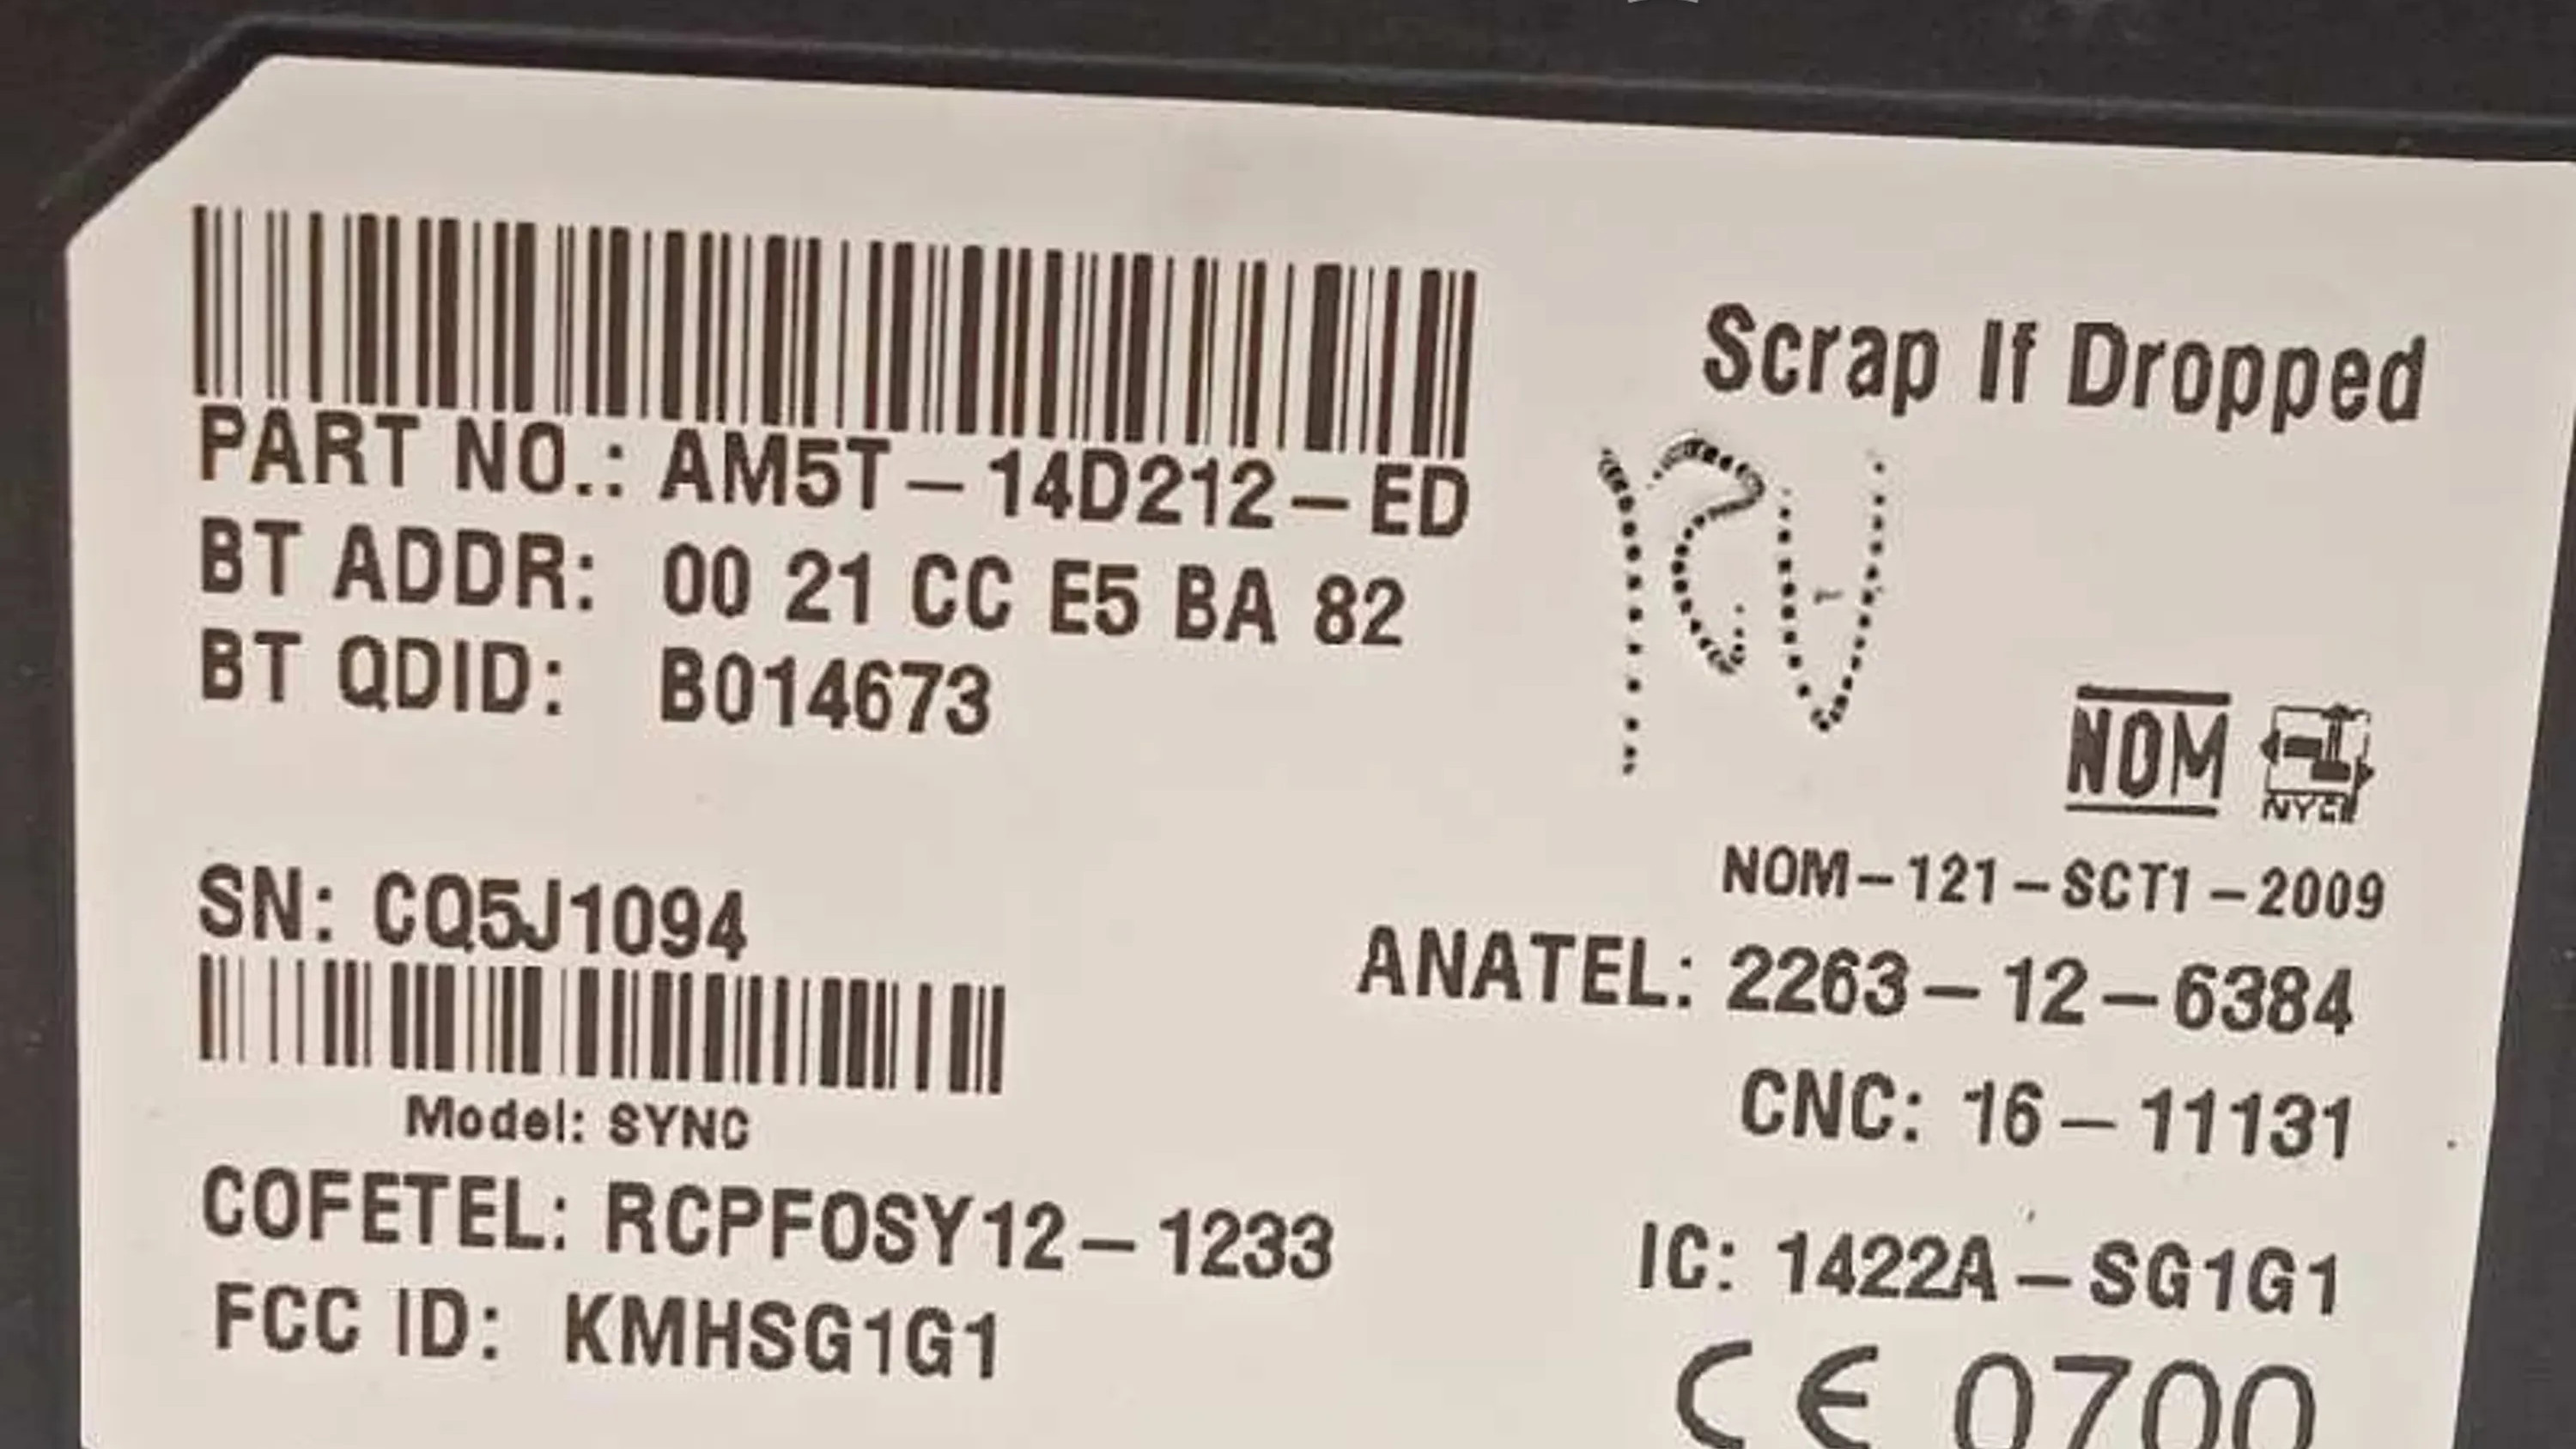 Scrap If Dropped
PART NO.: AM5T-14D212-ED
BT ADDR: 00 21 CC E5 BA 82
BT QDID: B014673
12V
NOM
NYCE
NOM-121-SCT1-2009
SN: CQ5J1094
ANATEL: 2263-12-6384
Model: SYNC
CNC: 16-11131
COFETEL: RCPFOSY12-1233
IC: 1422A-SG1G1
FCC ID: KMHSG1G1
CE 0700